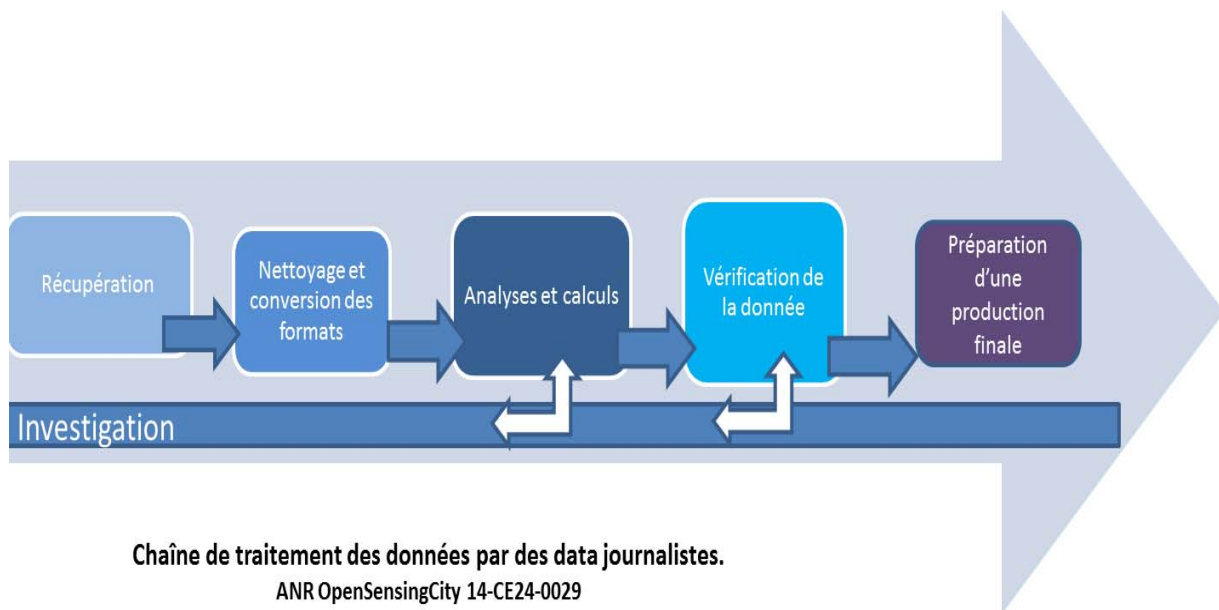 Récupération
Nettoyage et
conversion des
formats
Analyses et calculs
Vérification de
la donnée
Préparation
d’une
production
finale
Investigation
Chaîne de traitement des données par des data journalistes.
ANR OpenSensingCity 14-CE24-0029